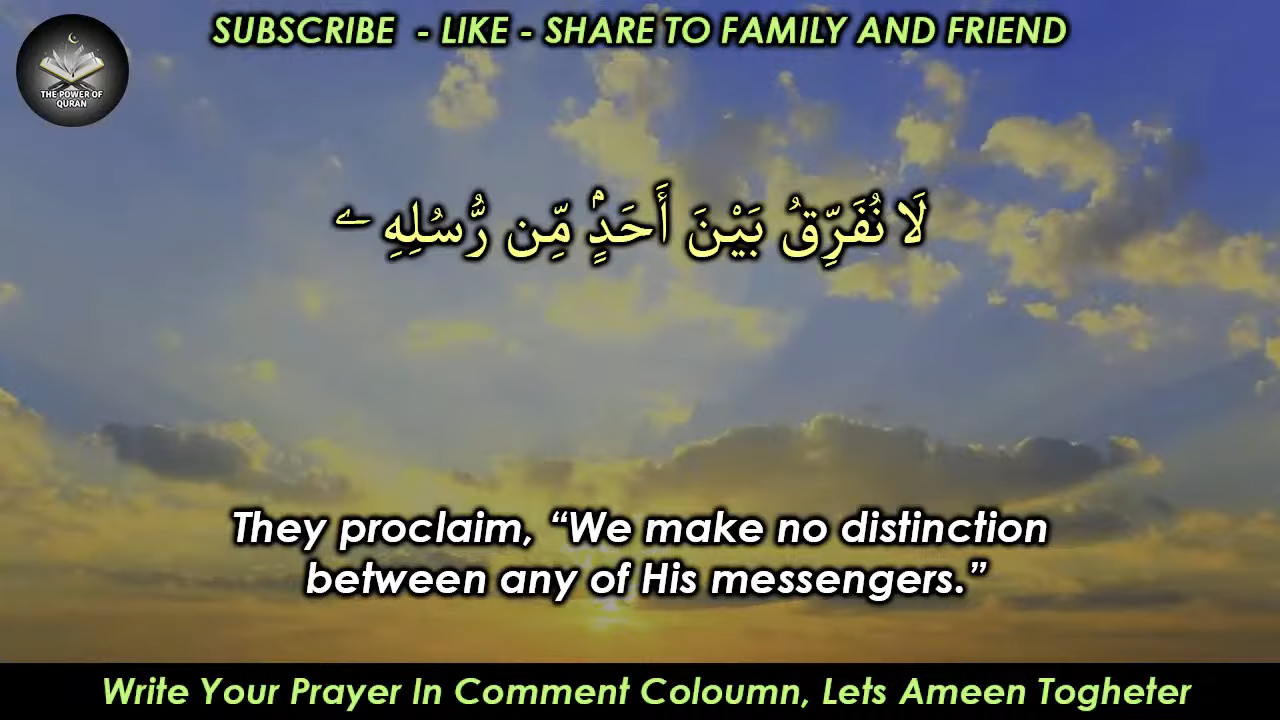 SUBSCRIBE - LIKE - SHARE TO FAMILY AND FRIEND
THE POWER OF
QURAN
لَا نُفَرِّقُ بَيْنَ أَحَدٍۢ مِّن رُّسُلِهِۦ
They proclaim, “We make no distinction
between any of His messengers.”
Write Your Prayer In Comment Coloumn, Lets Ameen Togheter